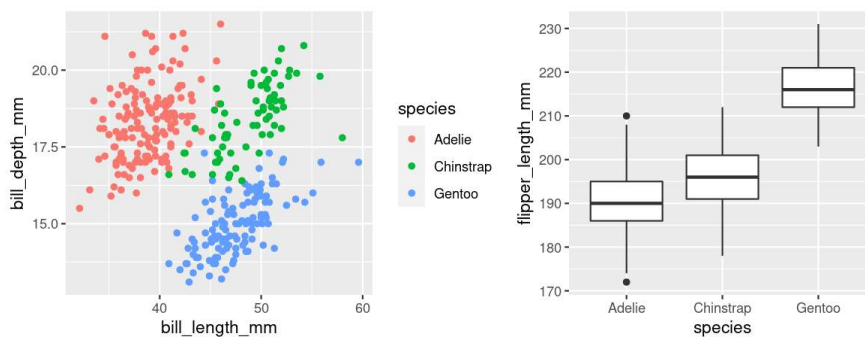 20.0
17.5
15.0
bill_depth_mm
40
50
60
bill_length_mm
species
Adelie
Chinstrap
Gentoo
230
220
210
200
190
180
170
flipper_length_mm
Adelie
Chinstrap
Gentoo
species